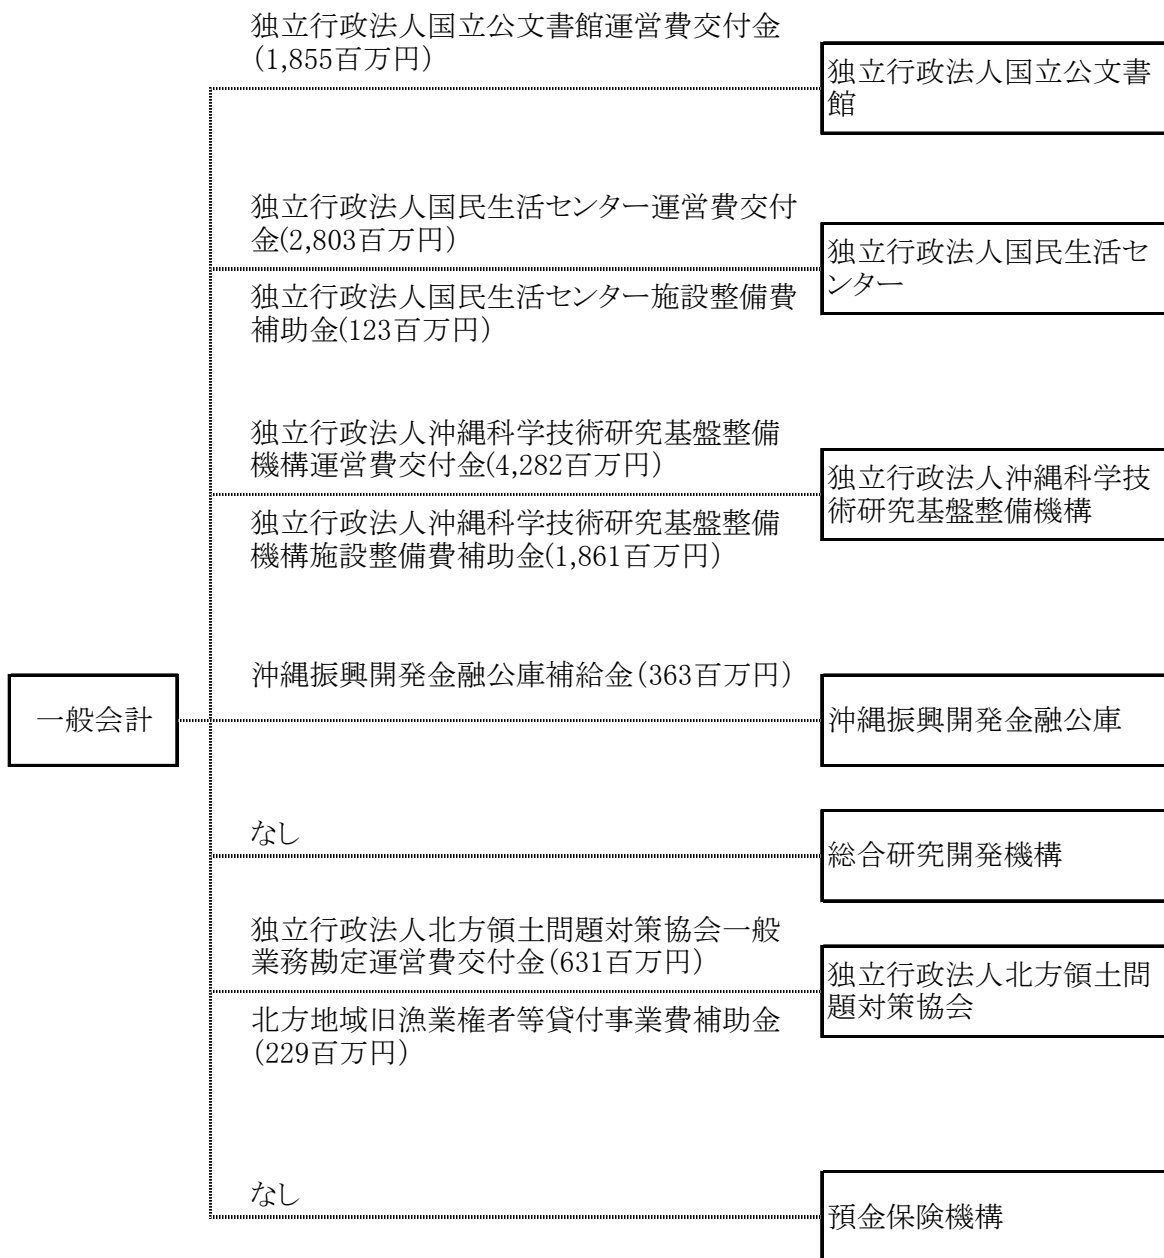 独立行政法人国立公文書館運営費交付金
(1,855百万円)
独立行政法人国立公文書
館
独立行政法人国民生活センター運営費交付
金(2,803百万円)
独立行政法人国民生活セ
ンター
独立行政法人国民生活センター施設整備費
補助金(123百万円)
独立行政法人沖縄科学技術研究基盤整備
機構運営費交付金(4,282百万円)
独立行政法人沖縄科学技
術研究基盤整備機構
独立行政法人沖縄科学技術研究基盤整備
機構施設整備費補助金(1,861百万円)
沖縄振興開発金融公庫補給金(363百万円)
一般会計
沖縄振興開発金融公庫
なし
総合研究開発機構
独立行政法人北方領土問題対策協会一般
業務勘定運営費交付金(631百万円)
独立行政法人北方領土問
題対策協会
北方地域旧漁業権者等貸付事業費補助金
(229百万円)
なし
預金保険機構